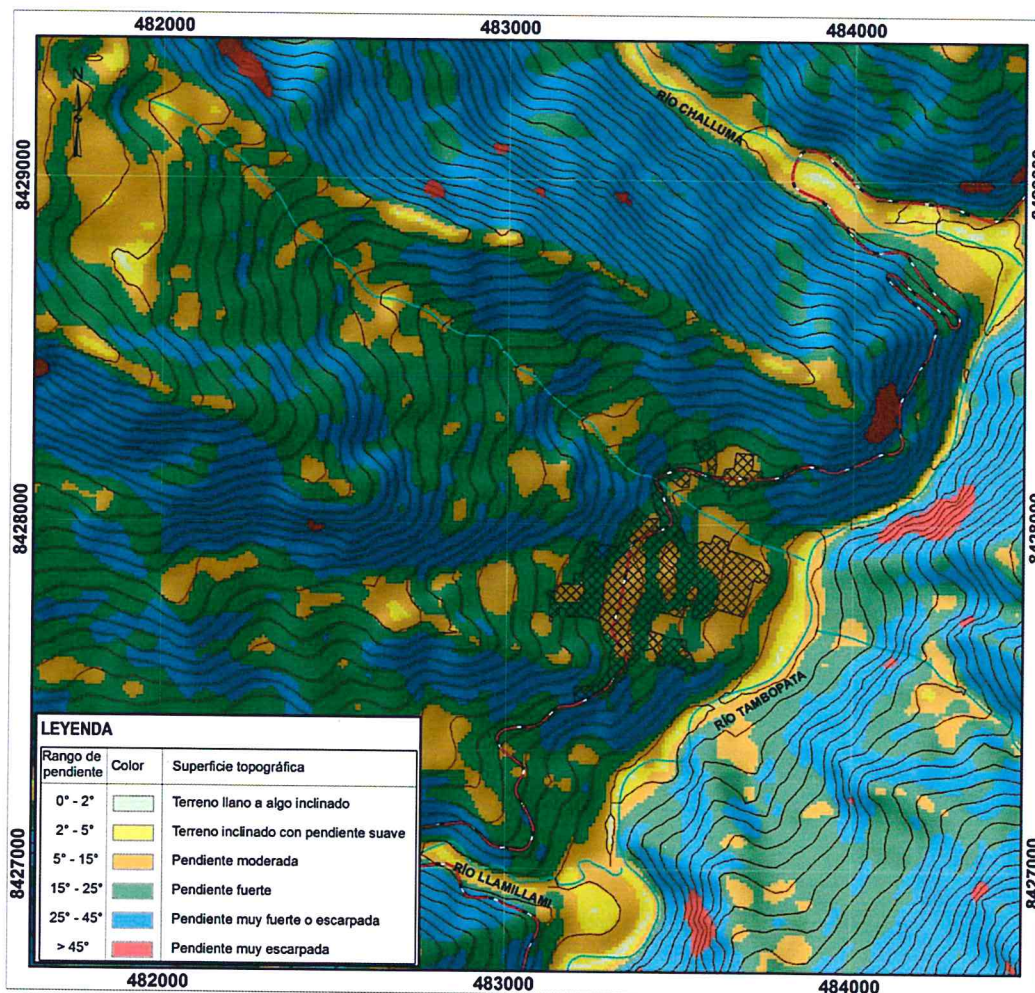 482000
483000
484000
N
RÍO CHALLUMA
8429000
8428000
8428000
RÍO TAMBOPATA
LEYENDA
Rango de pendiente
Color
Superficie topográfica
0° - 2°
Terreno llano a algo inclinado
2° - 5°
Terreno inclinado con pendiente suave
5° - 15°
Pendiente moderada
15° - 25°
Pendiente fuerte
25° - 45°
Pendiente muy fuerte o escarpada
> 45°
Pendiente muy escarpada
8427000
8427000
RÍO LLAMILLAMI
482000
483000
484000